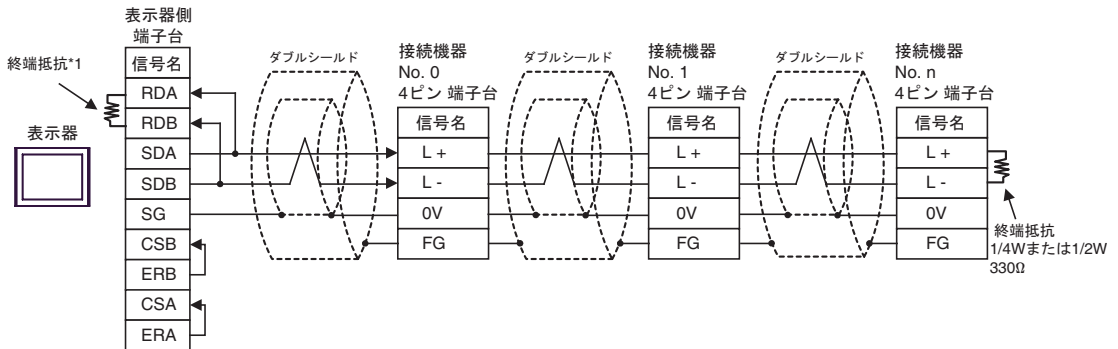 表示器側
端子台
信号名
RDA
RDB
SDA
SDB
SG
CSB
ERB
CSA
ERA
終端抵抗*1
表示器
ダブルシールド
接続機器
No. 0
4ピン 端子台
信号名
L +
L -
0V
FG
ダブルシールド
接続機器
No. 1
4ピン 端子台
信号名
L +
L -
0V
FG
ダブルシールド
接続機器
No. n
4ピン 端子台
信号名
L +
L -
0V
FG
終端抵抗
1/4Wまたは1/2W
330Ω